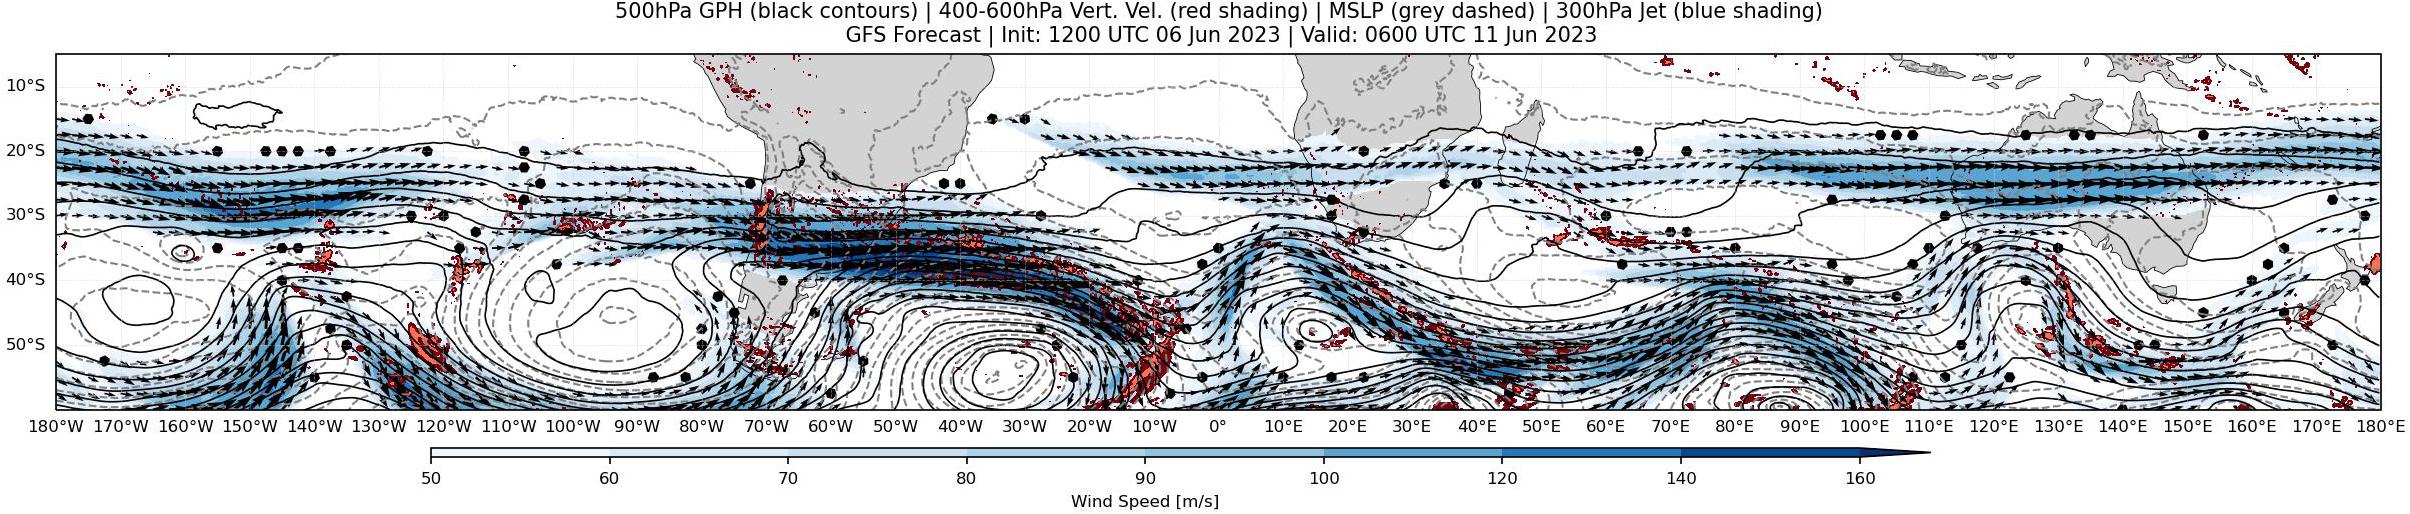 500hPa GPH (black contours) | 400-600hPa Vert. Vel. (red shading) | MSLP (grey dashed) | 300hPa Jet (blue shading)
GFS Forecast | Init: 1200 UTC 06 Jun 2023 | Valid: 0600 UTC 11 Jun 2023
10°S
20°S
30°S
40°S
50°S
180°W 170°W 160°W 150°W 140°W 130°W 120°W 110°W 100°W 90°W 80°W 70°W 60°W 50°W 40°W 30°W 20°W 10°W 0° 10°E 20°E 30°E 40°E 50°E 60°E 70°E 80°E 90°E 100°E 110°E 120°E 130°E 140°E 150°E 160°E 170°E 180°E
50 60 70 80 90 100 120 140 160
Wind Speed [m/s]